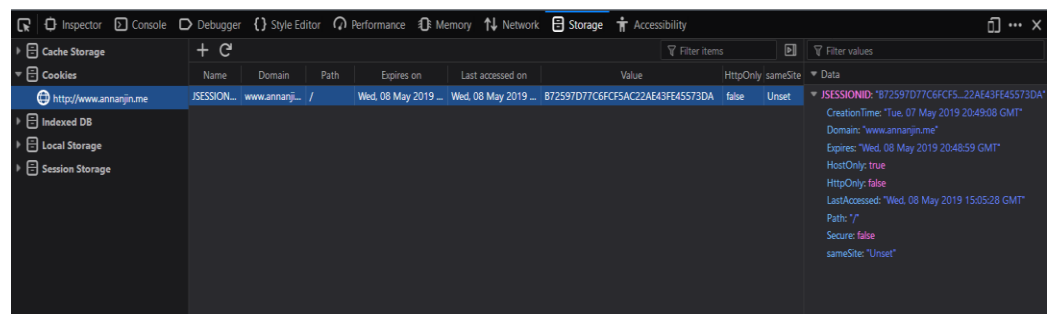 Inspector Console Debugger Style Editor Performance Memory Network Storage Accessibility
Cache Storage
Cookies
http://www.annanjin.me
Indexed DB
Local Storage
Session Storage
Filter items
Name Domain Path Expires on Last accessed on Value HttpOnly sameSite
JSESSION... www.annanji... / Wed, 08 May 2019 ... Wed, 08 May 2019 ... B72597D77C6FCF5AC22AE43FE45573DA false Unset
Filter values
Data
JSESSIONID: "B72597D77C6FCF5...22AE43FE45573DA"
CreationTime: "Tue, 07 May 2019 20:49:08 GMT"
Domain: "www.annanjin.me"
Expires: "Wed, 08 May 2019 20:48:59 GMT"
HostOnly: true
HttpOnly: false
LastAccessed: "Wed, 08 May 2019 15:05:28 GMT"
Path: "/"
Secure: false
sameSite: "Unset"